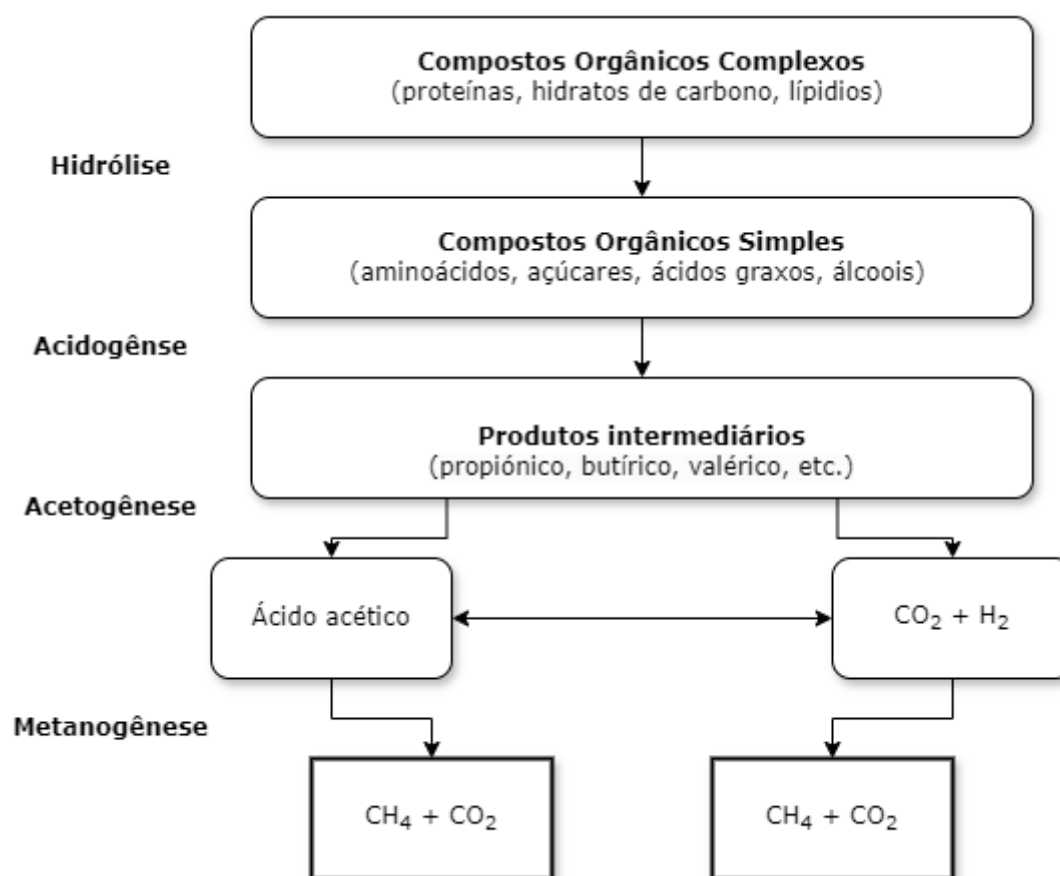 Compostos Orgânicos Complexos
(proteínas, hidratos de carbono, lípidios)
Hidrólise
Compostos Orgânicos Simples
(aminoácidos, açúcares, ácidos graxos, álcoois)
Acidogênse
Produtos intermediários
(propiónico, butírico, valérico, etc.)
Acetogênese
Ácido acético
CO₂ + H₂
Metanogênese
CH₄ + CO₂
CH₄ + CO₂